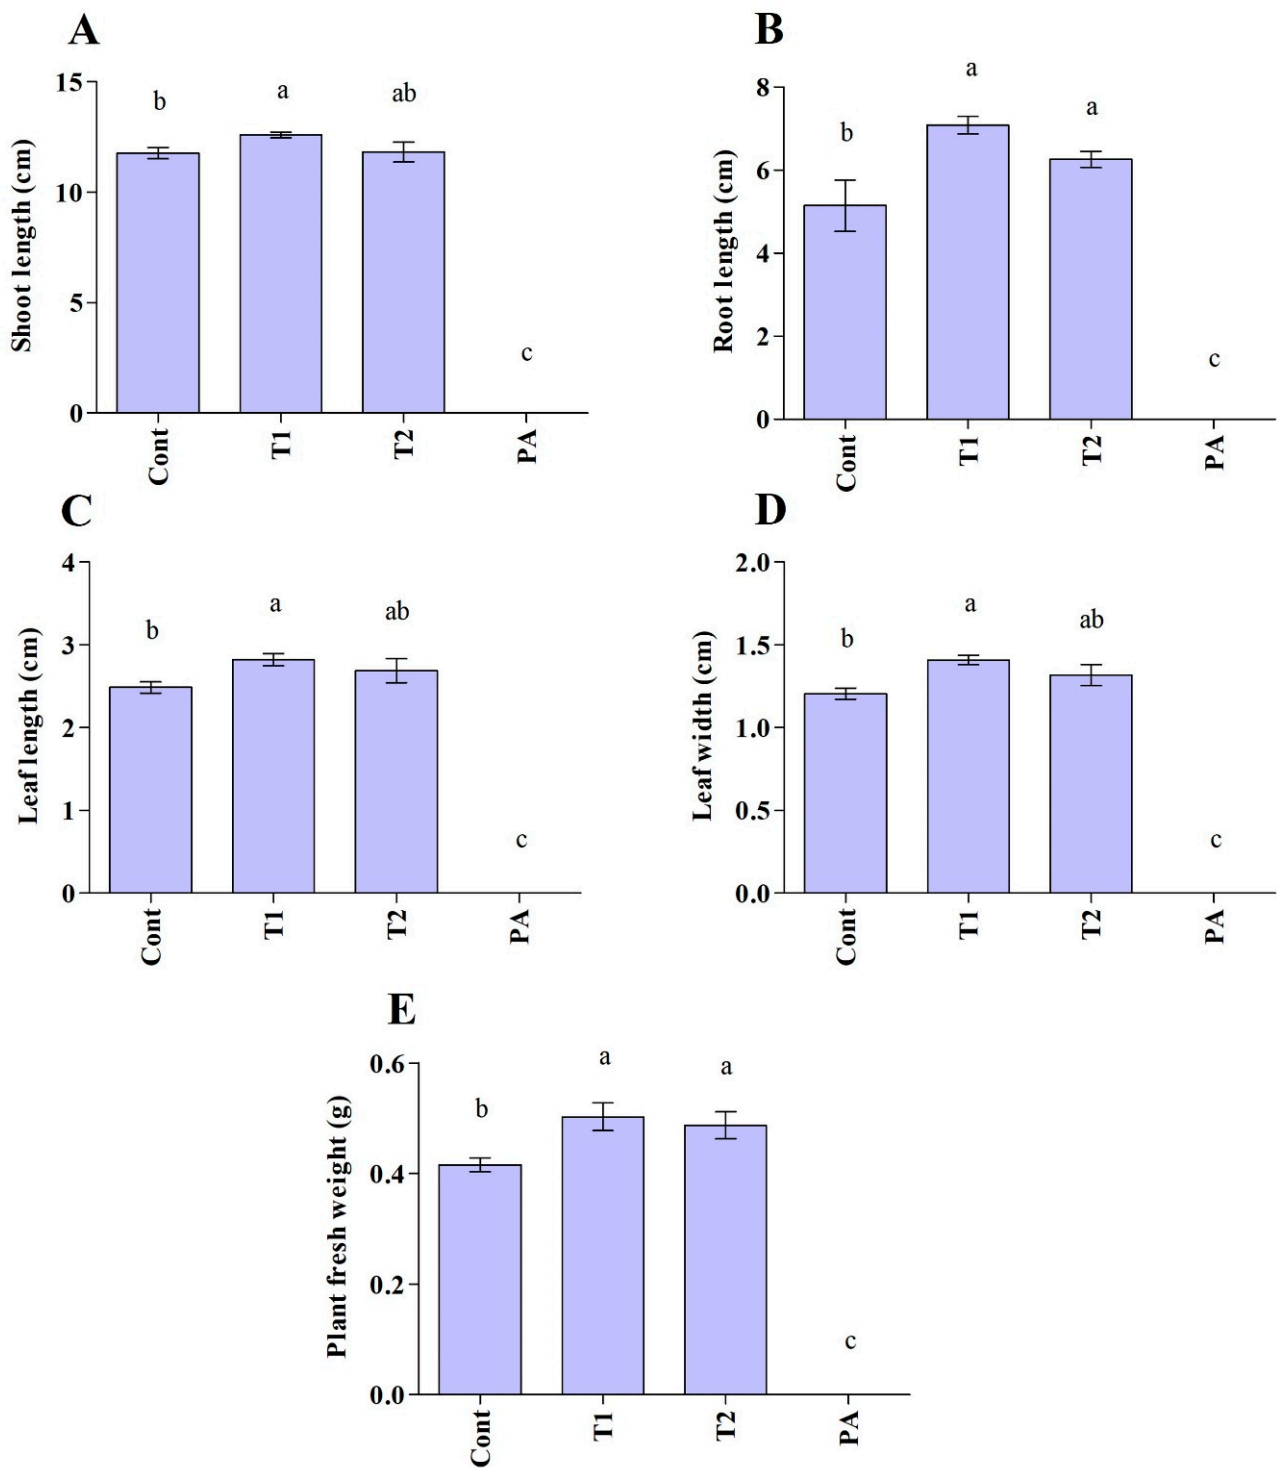 A
Shoot length (cm)
15
10
5
0
b
a
ab
c
Cont
T1
T2
PA
B
Root length (cm)
8
6
4
2
0
b
a
a
c
Cont
T1
T2
PA
C
Leaf length (cm)
4
3
2
1
0
b
a
ab
c
Cont
T1
T2
PA
D
Leaf width (cm)
2.0
1.5
1.0
0.5
0.0
b
a
ab
c
Cont
T1
T2
PA
E
Plant fresh weight (g)
0.6
0.4
0.2
0.0
b
a
a
c
Cont
T1
T2
PA